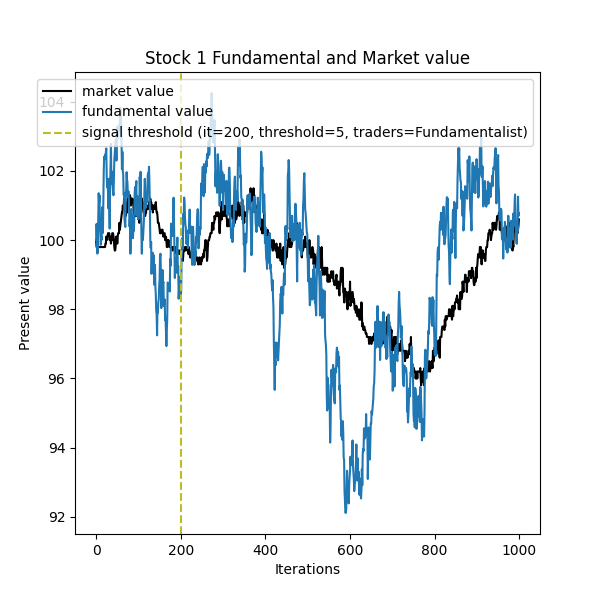 Stock 1 Fundamental and Market value
market value
fundamental value
signal threshold (it=200, threshold=5, traders=Fundamentalist)
104
102
100
98
96
94
92
Present value
0 200 400 600 800 1000
Iterations